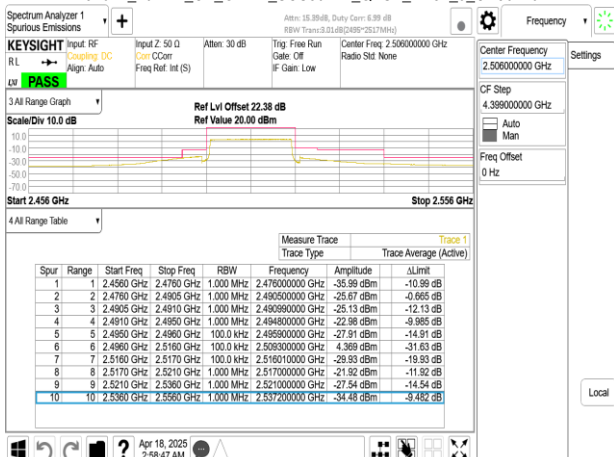 Spectrum Analyzer 1
Spurious Emissions
+
Attn: 15.39dB, Duty Corr: 6.99 dB
RBW Trans:3.01dB(2495*2517MHz)
Frequency
KEYSIGHT
RL
PASS
Input: RF
Coupling: DC
Align: Auto
Input Z: 50 Ω
Corr CCorr
Freq Ref: Int (S)
Atten: 30 dB
Trig: Free Run
Gate: Off
IF Gain: Low
Center Freq: 2.506000000 GHz
Radio Std: None
Center Frequency
2.506000000 GHz
Settings
CF Step
4.399000000 GHz
Auto
Man
Freq Offset
0 Hz
3 All Range Graph
Scale/Div 10.0 dB
Ref Lvl Offset 22.38 dB
Ref Value 20.00 dBm
10.0
-10.0
-30.0
-50.0
-70.0
Start 2.456 GHz Stop 2.556 GHz
4 All Range Table
Measure Trace Trace 1
Trace Type Trace Average (Active)
Spur Range Start Freq Stop Freq RBW Frequency Amplitude ΔLimit
1 1 2.4560 GHz 2.4760 GHz 1.000 MHz 2.476000000 GHz -35.99 dBm -10.99 dB
2 2 2.4760 GHz 2.4905 GHz 1.000 MHz 2.490500000 GHz -25.67 dBm -0.665 dB
3 3 2.4905 GHz 2.4910 GHz 1.000 MHz 2.490990000 GHz -25.13 dBm -12.13 dB
4 4 2.4910 GHz 2.4950 GHz 1.000 MHz 2.494800000 GHz -22.98 dBm -9.985 dB
5 5 2.4950 GHz 2.4960 GHz 100.0 kHz 2.495900000 GHz -27.91 dBm -14.91 dB
6 6 2.4960 GHz 2.5160 GHz 100.0 kHz 2.509300000 GHz 4.369 dBm -31.63 dB
7 7 2.5160 GHz 2.5170 GHz 100.0 kHz 2.516010000 GHz -29.93 dBm -19.93 dB
8 8 2.5170 GHz 2.5210 GHz 1.000 MHz 2.517000000 GHz -21.92 dBm -11.92 dB
9 9 2.5210 GHz 2.5360 GHz 1.000 MHz 2.521000000 GHz -27.54 dBm -14.54 dB
10 10 2.5360 GHz 2.5560 GHz 1.000 MHz 2.537200000 GHz -34.48 dBm -9.482 dB
Local
?
Apr 18, 2025
2:58:47 AM